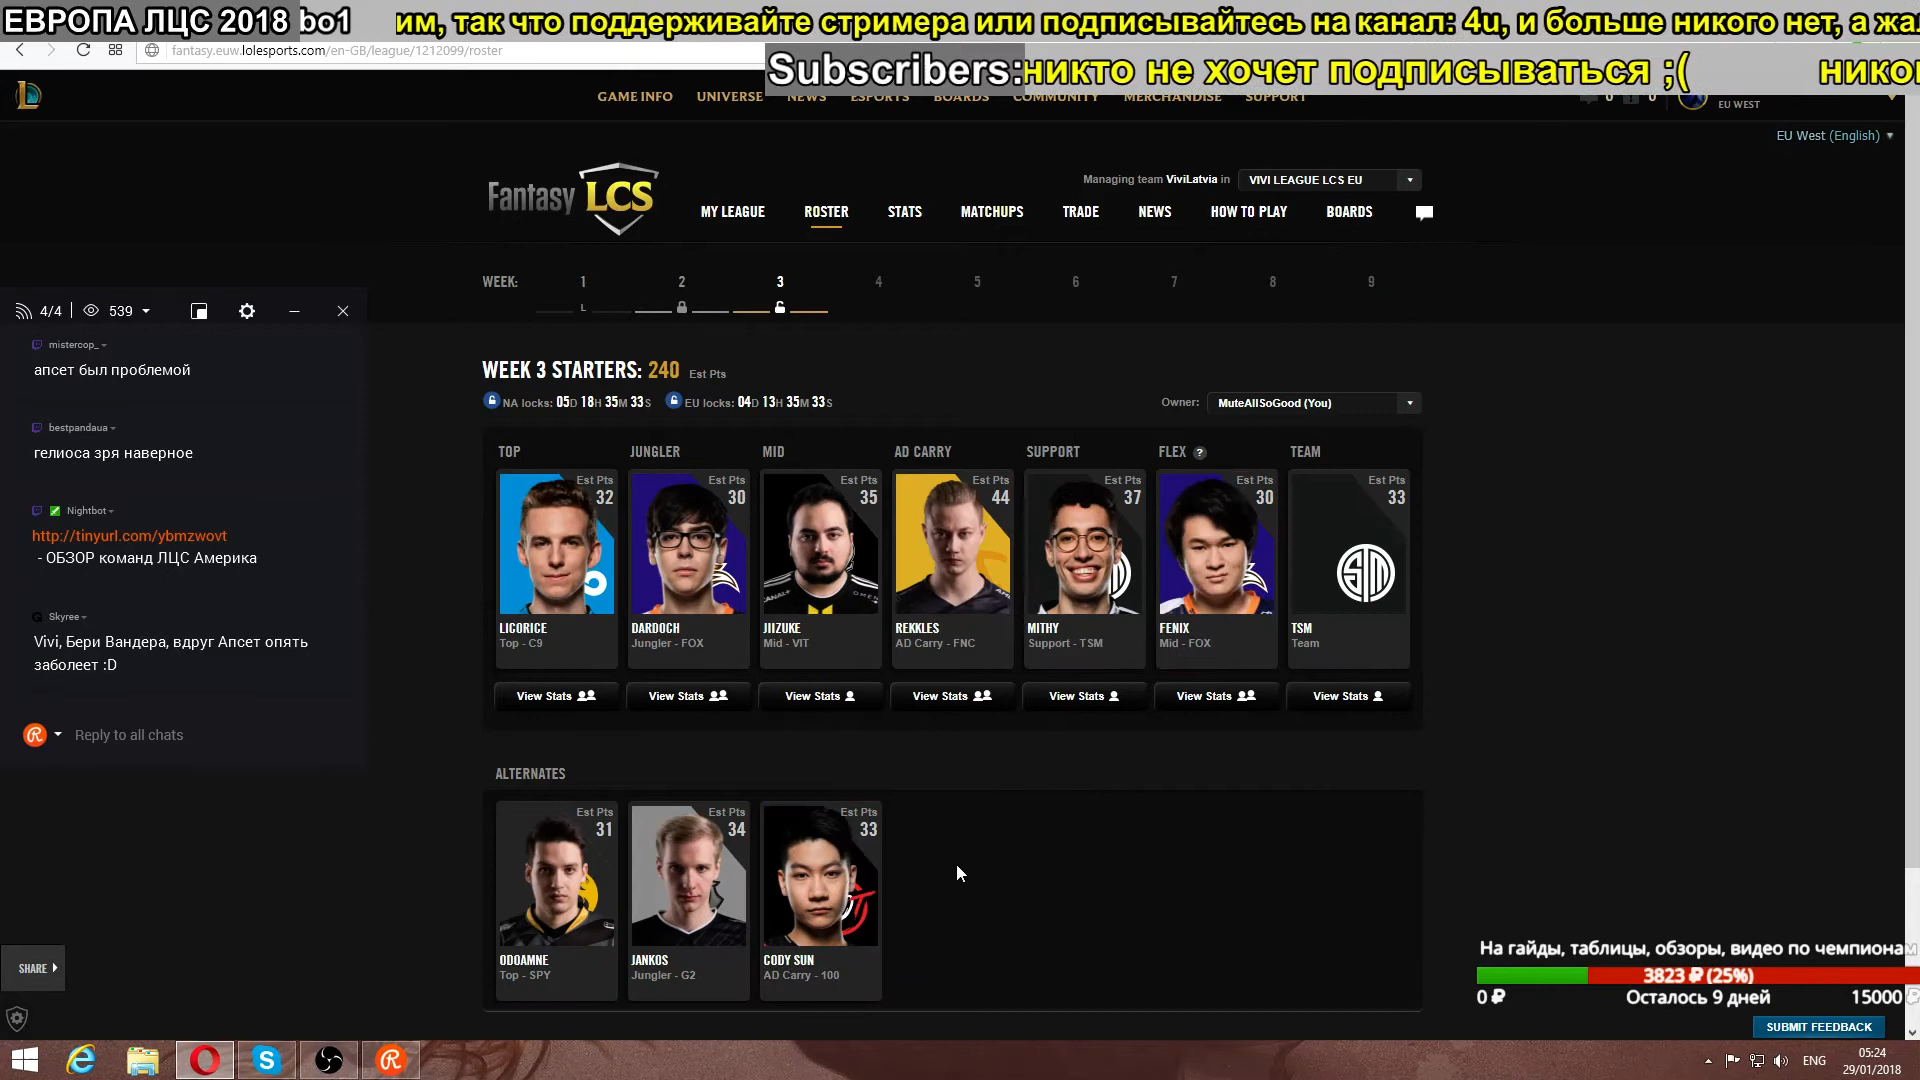 ЕВРОПА ЛЦС 2018 bo1
им, так что поддерживайте стримера или подписывайтесь на канал: 4u, и больше никого нет, а жал
fantasy.euw.lolesports.com/en-GB/league/1212099/roster
Subscribers: никто не хочет подписываться ;( нико
GAME INFO UNIVERSE NEWS ESPORTS BOARDS COMMUNITY MERCHANDISE SUPPORT
0 0 EU WEST
EU West (English)
Fantasy LCS
Managing team ViviLatvia in VIVI LEAGUE LCS EU
MY LEAGUE ROSTER STATS MATCHUPS TRADE NEWS HOW TO PLAY BOARDS
WEEK: 1 2 3 4 5 6 7 8 9
L
4/4 539
mistercop_
апсет был проблемой
bestpandaua
гелиоса зря наверное
Nightbot
http://tinyurl.com/ybmzwovt
- ОБЗОР команд ЛЦС Америка
Skyree
Vivi, Бери Вандера, вдруг Апсет опять
заболеет :D
Reply to all chats
WEEK 3 STARTERS: 240 Est Pts
NA locks: 05D 18H 35M 33S EU locks: 04D 13H 35M 33S
Owner: MuteAllSoGood (You)
TOP JUNGLER MID AD CARRY SUPPORT FLEX ? TEAM
Est Pts Est Pts Est Pts Est Pts Est Pts Est Pts Est Pts
32 30 35 44 37 30 33
TSM
LICORICE DARDOCH JIIZUKE REKKLES MITHY FENIX TSM
Top - C9 Jungler - FOX Mid - VIT AD Carry - FNC Support - TSM Mid - FOX Team
View Stats View Stats View Stats View Stats View Stats View Stats View Stats
ALTERNATES
Est Pts Est Pts Est Pts
31 34 33
ODOAMNE JANKOS CODY SUN
Top - SPY Jungler - G2 AD Carry - 100
SHARE
На гайды, таблицы, обзоры, видео по чемпионам
3823 ₽ (25%)
0 ₽ Осталось 9 дней 15000 ₽
SUBMIT FEEDBACK
ENG
05:24
29/01/2018